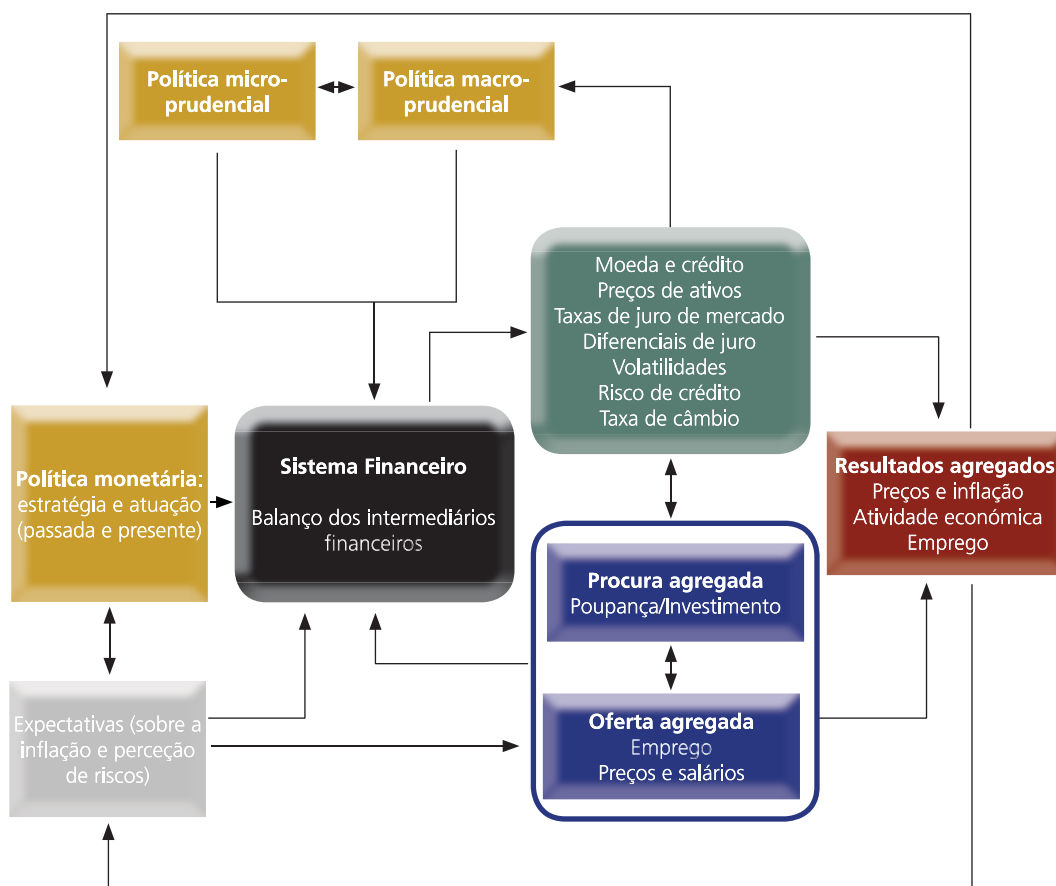 Política micro-
prudencial
Política macro-
prudencial
Moeda e crédito
Preços de ativos
Taxas de juro de mercado
Diferenciais de juro
Volatilidades
Risco de crédito
Taxa de câmbio
Política monetária:
estratégia e atuação
(passada e presente)
Sistema Financeiro
Balanço dos intermediários
financeiros
Resultados agregados
Preços e inflação
Atividade económica
Emprego
Procura agregada
Poupança/Investimento
Expectativas (sobre a
inflação e perceção
de riscos)
Oferta agregada
Emprego
Preços e salários